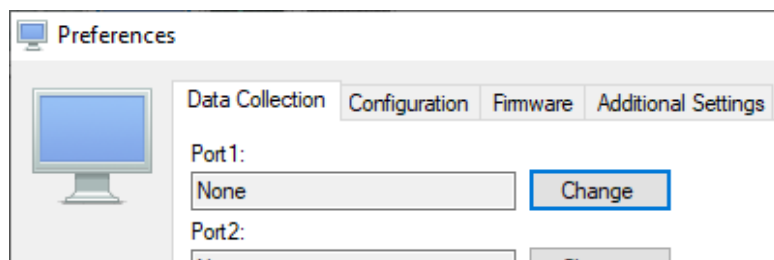 Preferences
Data Collection Configuration Firmware Additional Settings
Port1:
None Change
Port2: